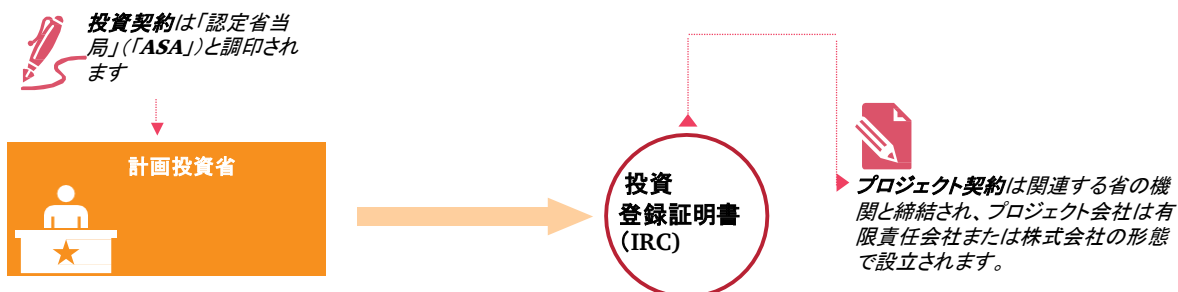 投資契約は「認定省当
局」(「ASA」)と調印され
ます
計画投資省
投資
登録証明書
(IRC)
プロジェクト契約は関連する省の機
関と締結され、プロジェクト会社は有
限責任会社または株式会社の形態
で設立されます。